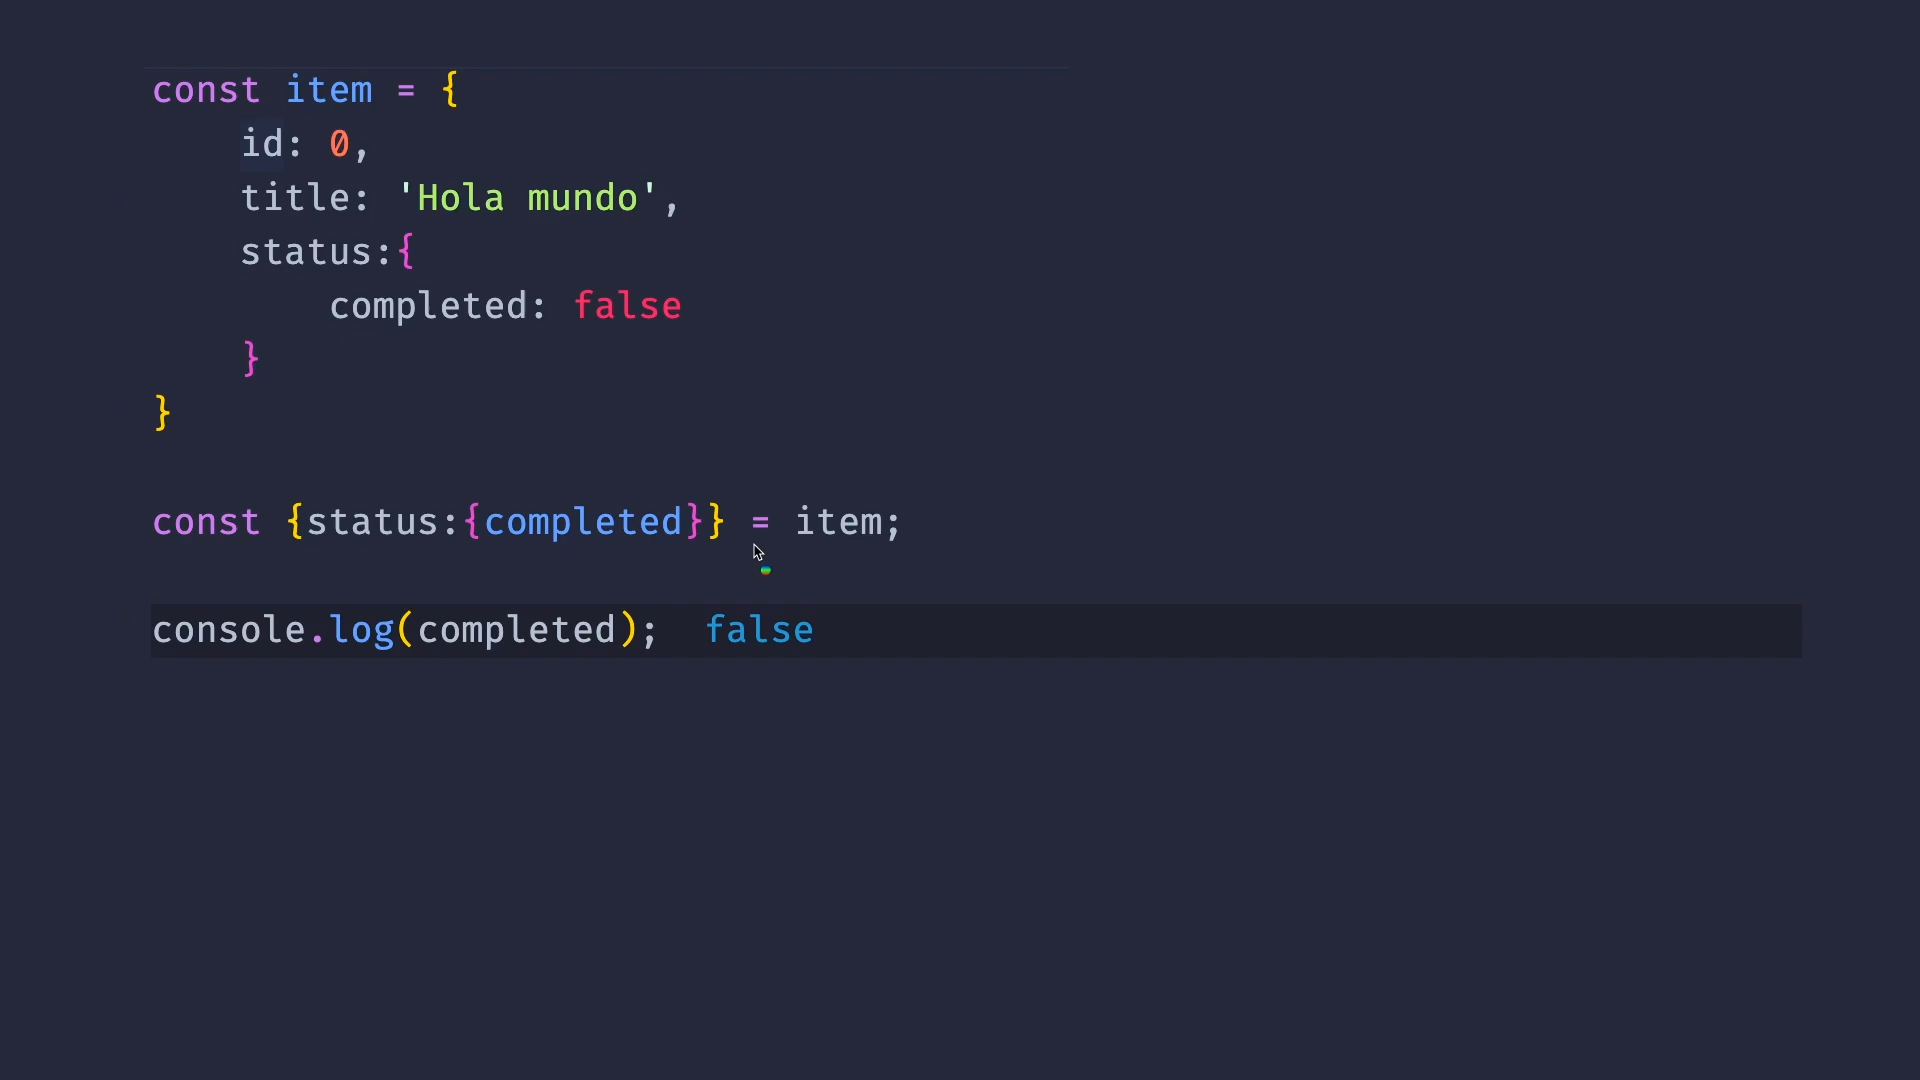 const item = {
id: 0,
title: 'Hola mundo',
status:{
completed: false
}
}
const {status:{completed}} = item;
console.log(completed); false